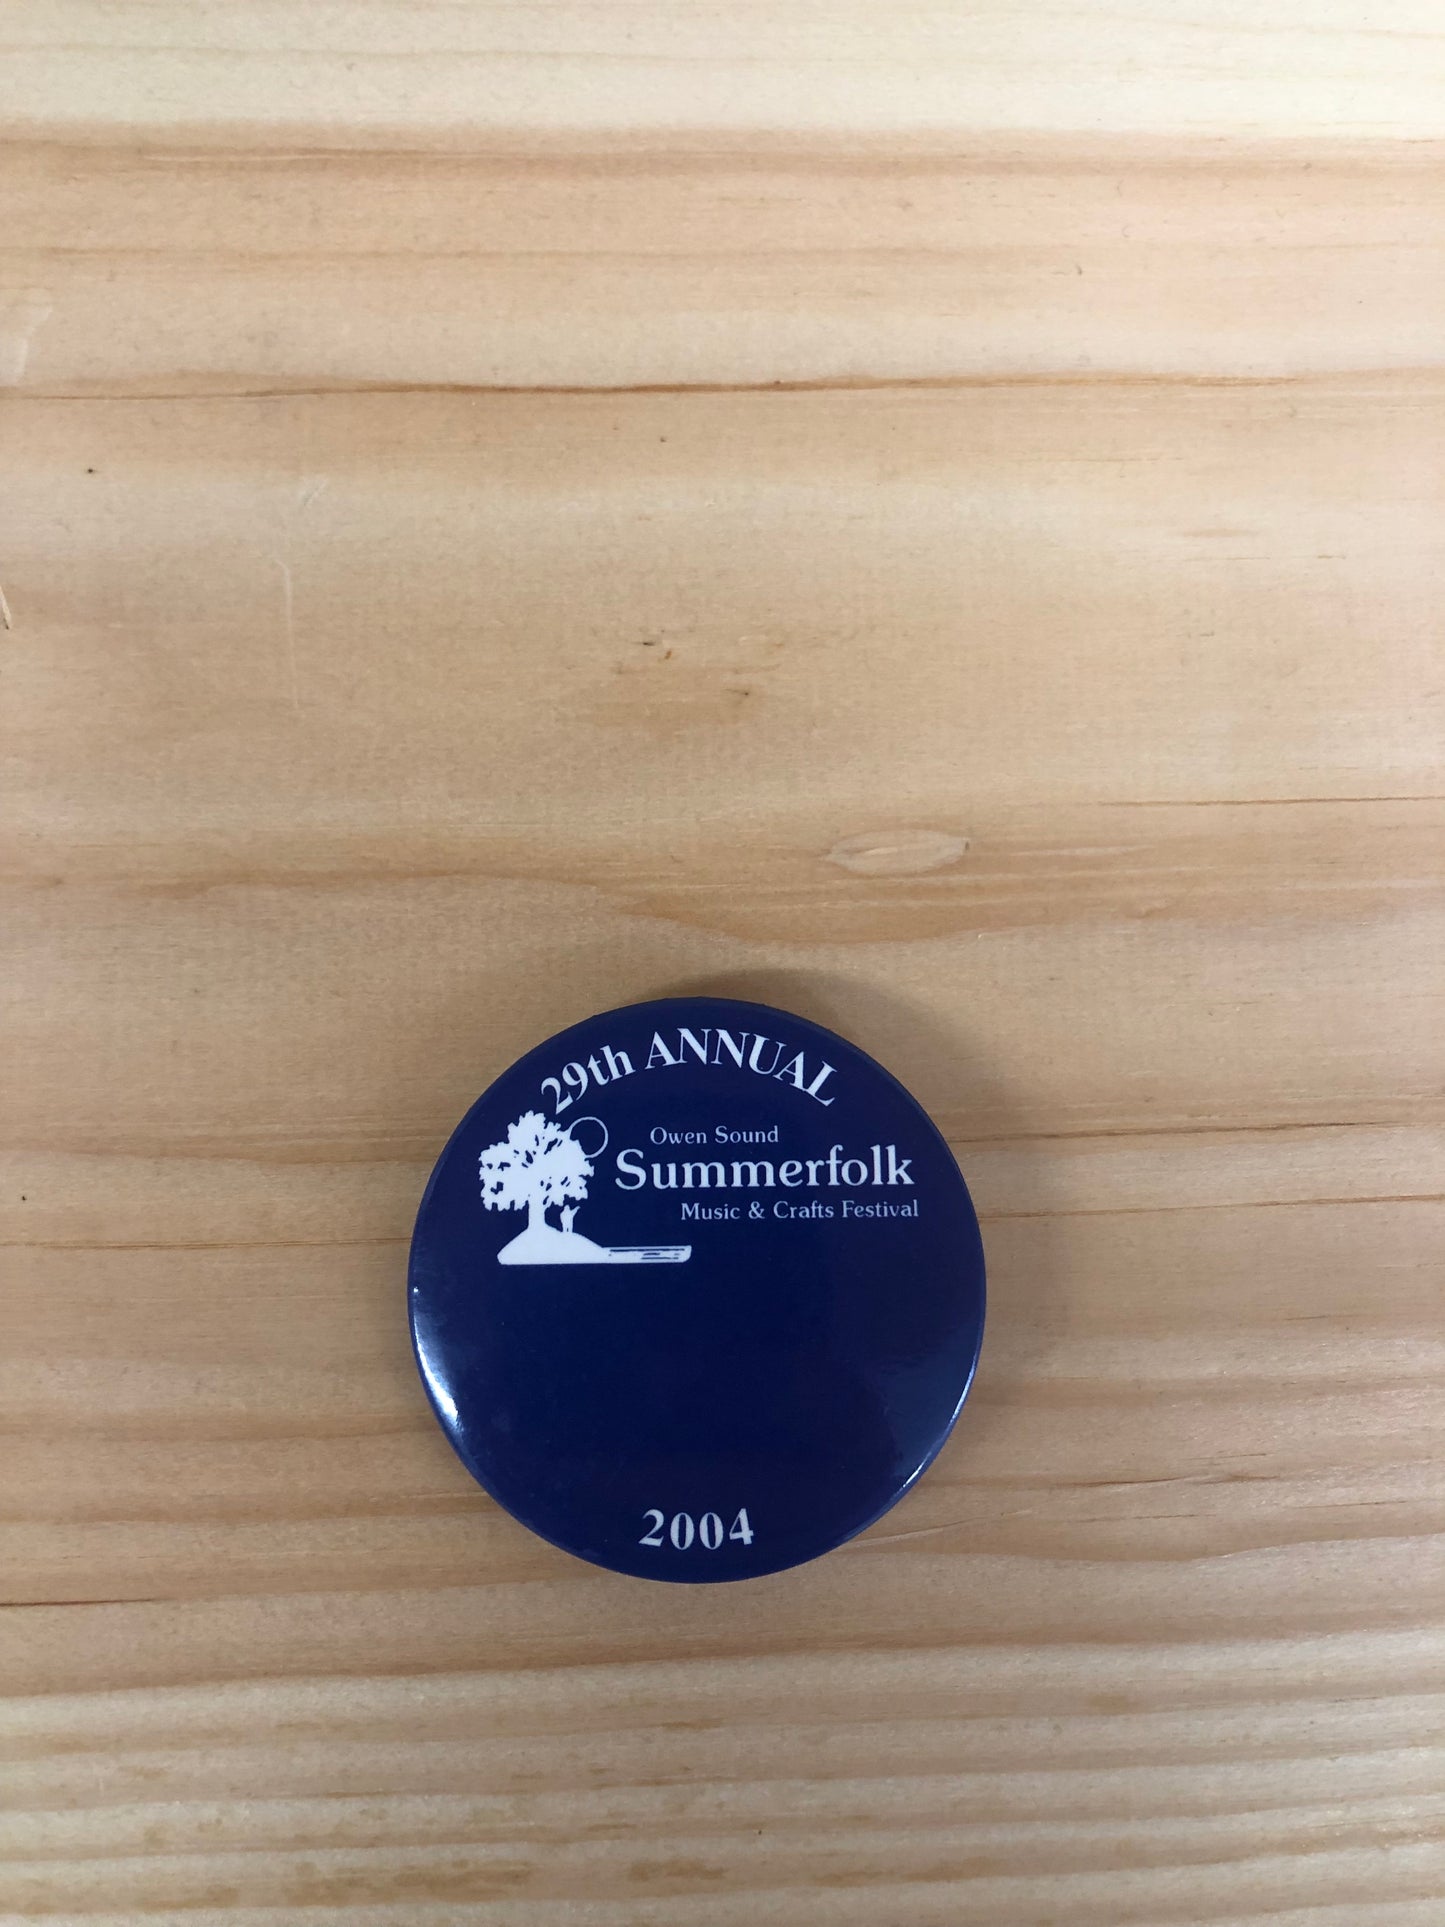 29th ANNUAL
Owen Sound
Summerfolk
Music & Crafts Festival
2004